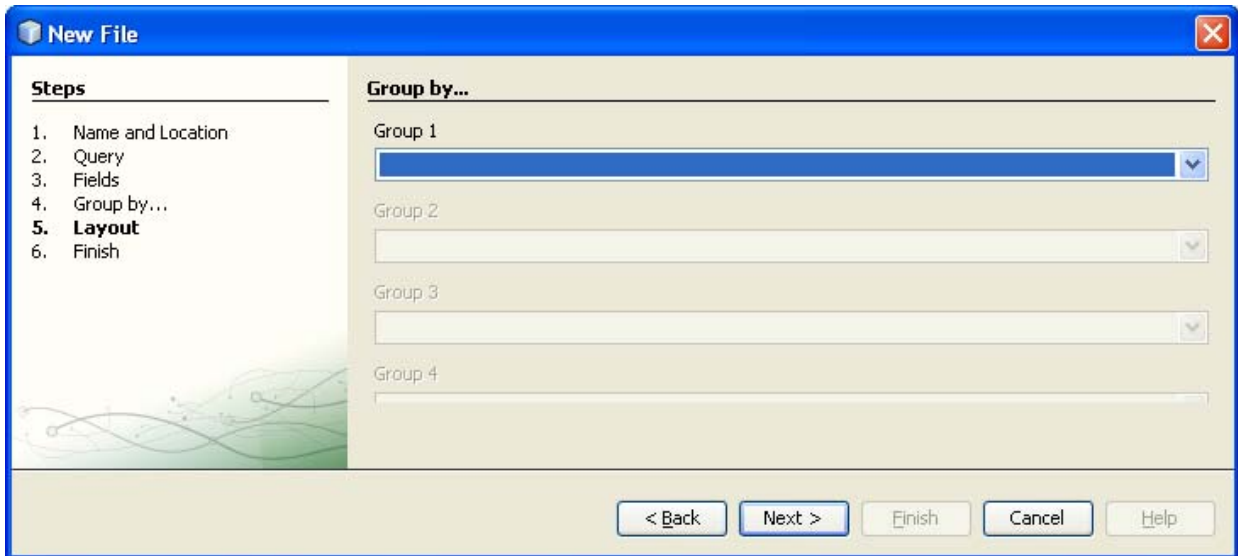 New File
Steps
1. Name and Location
2. Query
3. Fields
4. Group by...
5. Layout
6. Finish
Group by...
Group 1
Group 2
Group 3
Group 4
< Back
Next >
Finish
Cancel
Help